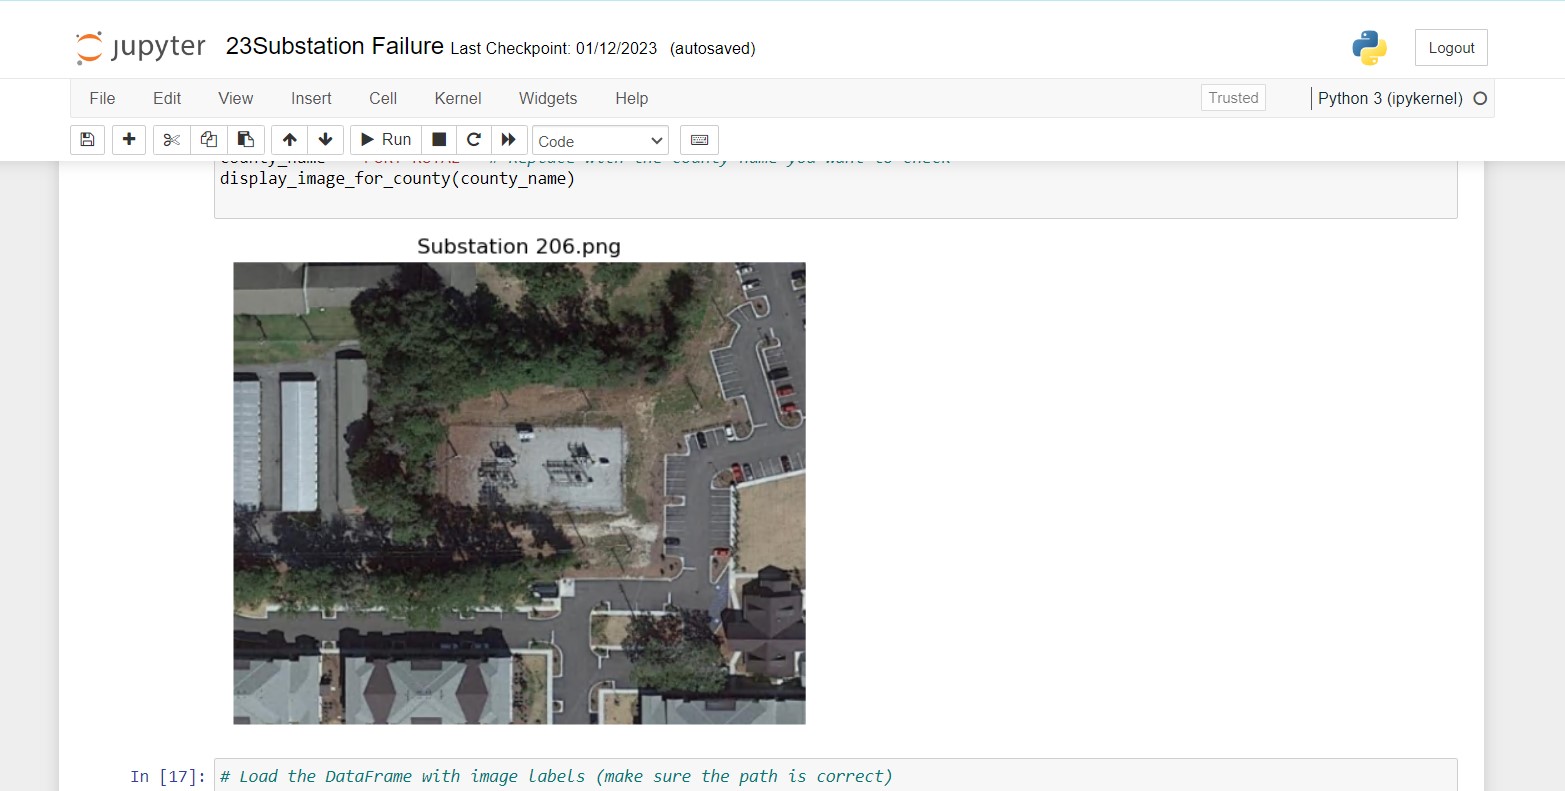 jupyter 23Substation Failure Last Checkpoint: 01/12/2023 (autosaved) Logout
File Edit View Insert Cell Kernel Widgets Help Trusted Python 3 (ipykernel)
Run Code
display_image_for_county(county_name)
Substation 206.png
In [17]: # Load the DataFrame with image labels (make sure the path is correct)